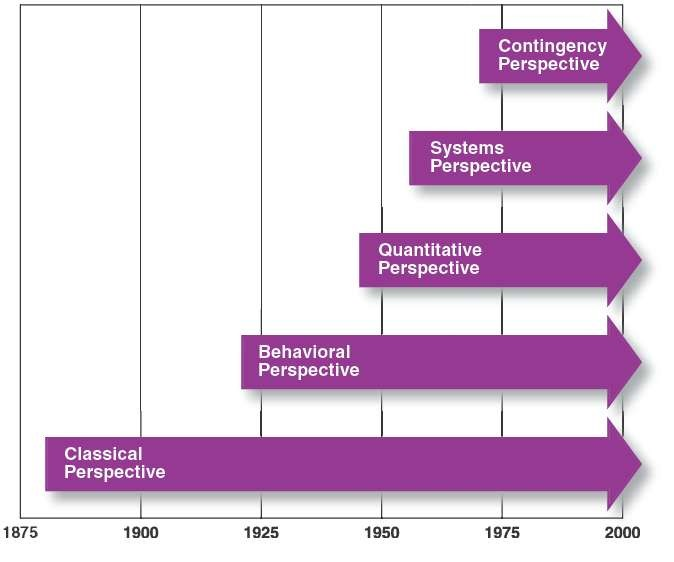 Contingency
Perspective
Systems
Perspective
Quantitative
Perspective
Behavioral
Perspective
Classical
Perspective
1875 1900 1925 1950 1975 2000